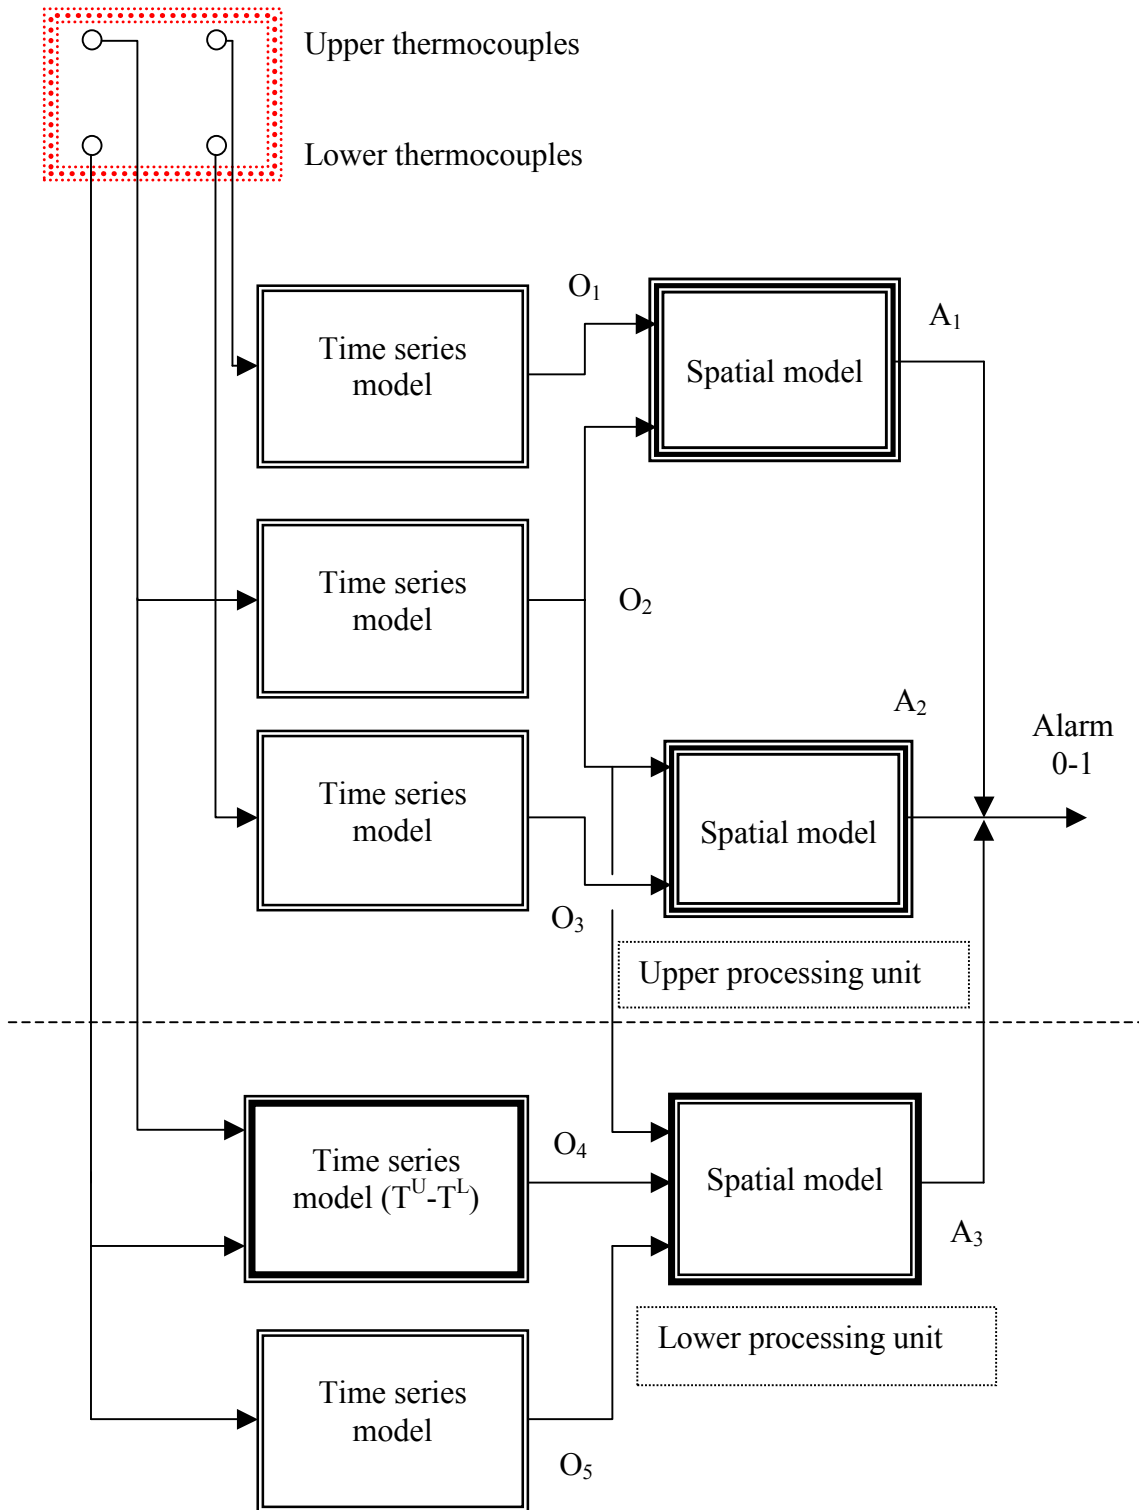 Upper thermocouples
Lower thermocouples
O₁
A₁
Time series
model
Spatial model
Time series
model
O₂
A₂
Alarm
0-1
Time series
model
Spatial model
O₃
Upper processing unit
Time series
model (Tᵁ-Tᴸ)
O₄
Spatial model
A₃
Lower processing unit
Time series
model
O₅